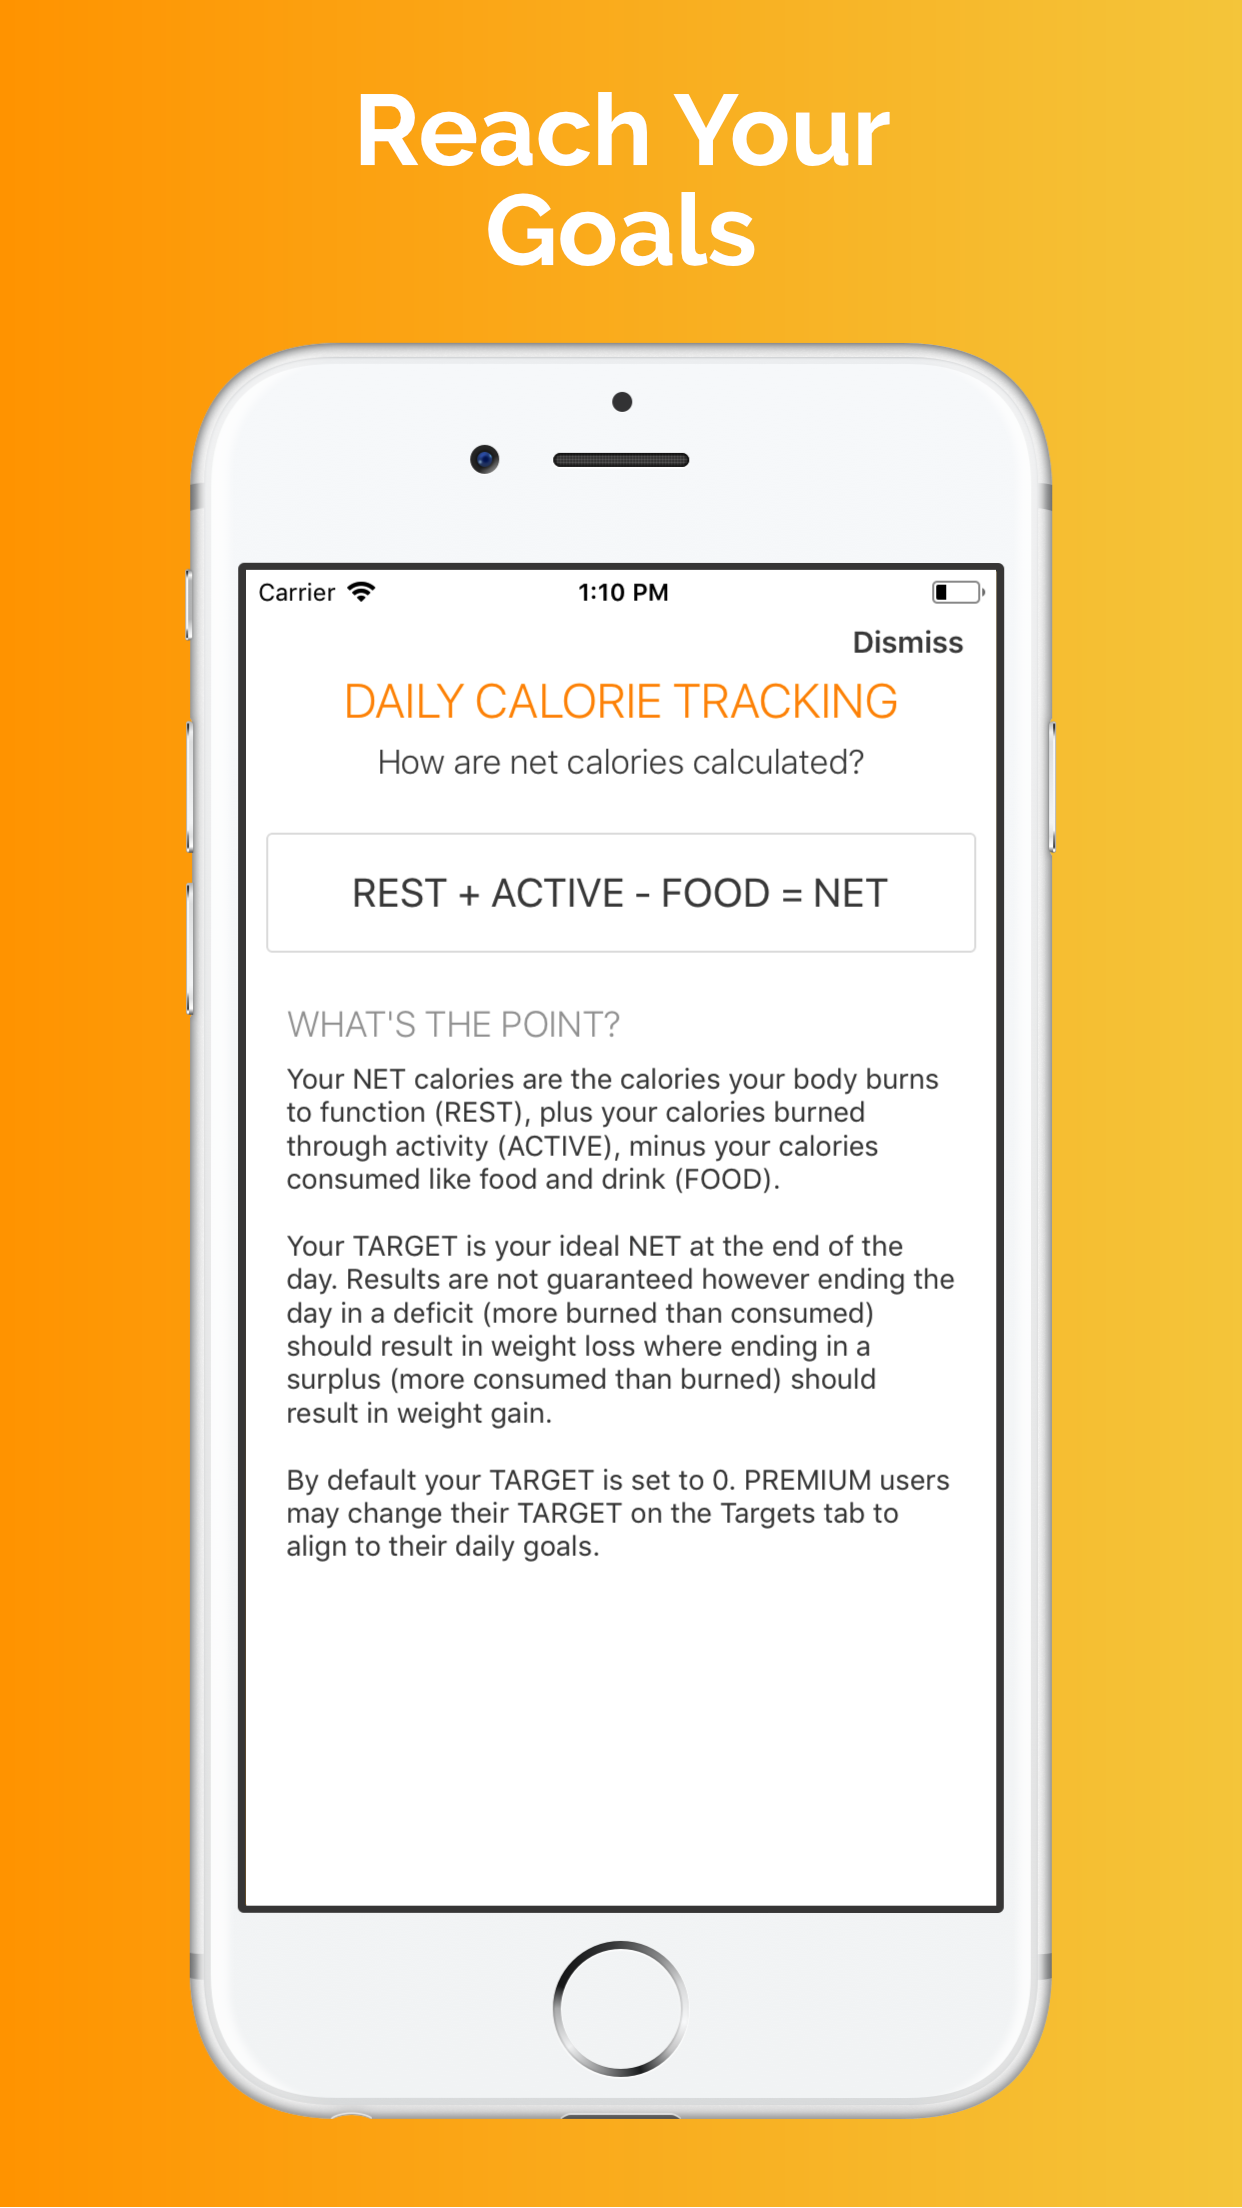 Reach Your
Goals
Carrier 1:10 PM
Dismiss
DAILY CALORIE TRACKING
How are net calories calculated?
REST + ACTIVE - FOOD = NET
WHAT'S THE POINT?
Your NET calories are the calories your body burns
to function (REST), plus your calories burned
through activity (ACTIVE), minus your calories
consumed like food and drink (FOOD).
Your TARGET is your ideal NET at the end of the
day. Results are not guaranteed however ending the
day in a deficit (more burned than consumed)
should result in weight loss where ending in a
surplus (more consumed than burned) should
result in weight gain.
By default your TARGET is set to 0. PREMIUM users
may change their TARGET on the Targets tab to
align to their daily goals.